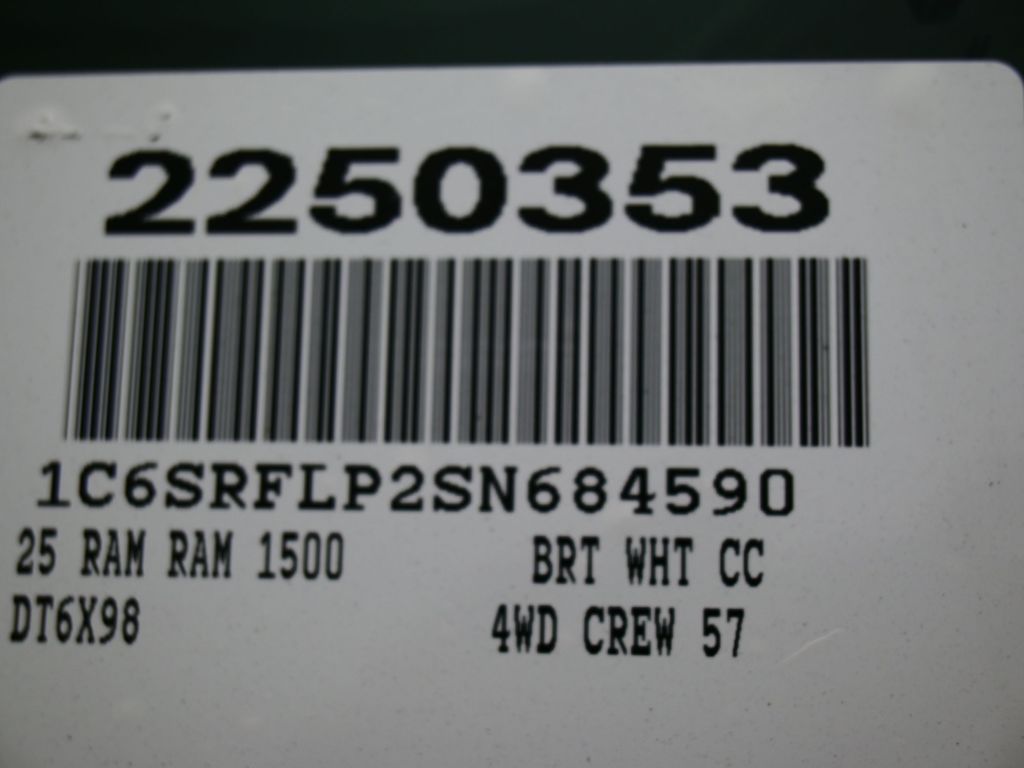 2250353
1C6SRFLP2SN684590
25 RAM RAM 1500 BRT WHT CC
DT6X98 4WD CREW 57